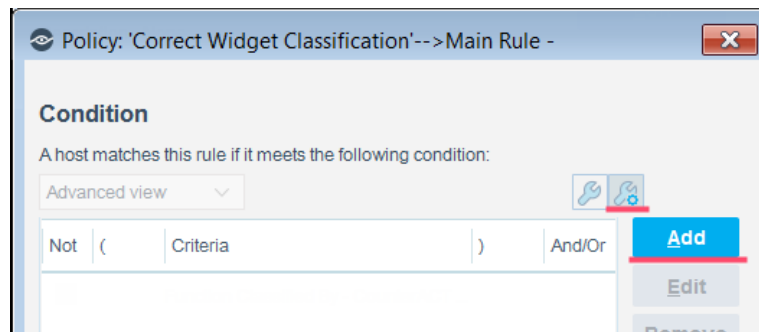 Policy: 'Correct Widget Classification'-->Main Rule -
Condition
A host matches this rule if it meets the following condition:
Advanced view
Not ( Criteria ) And/Or
Add
Edit
Remove